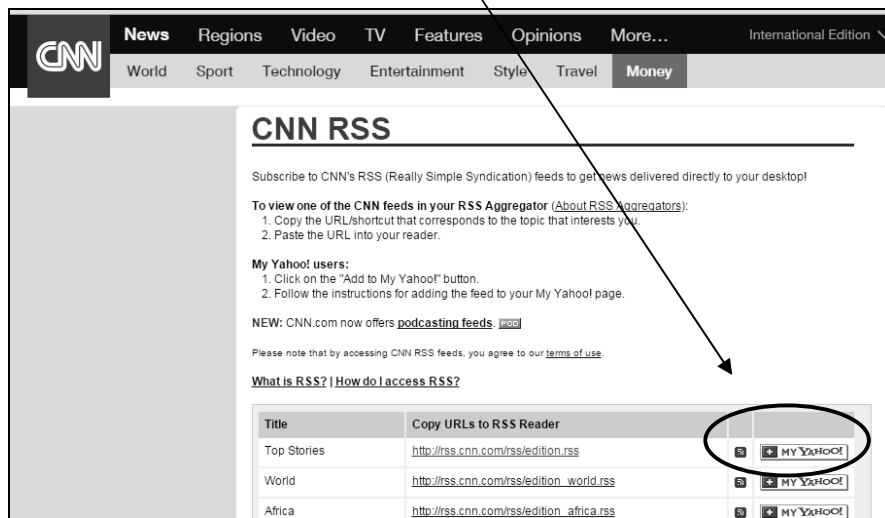 CNN
News Regions Video TV Features Opinions More... International Edition
World Sport Technology Entertainment Style Travel Money
CNN RSS
Subscribe to CNN's RSS (Really Simple Syndication) feeds to get news delivered directly to your desktop!
To view one of the CNN feeds in your RSS Aggregator (About RSS Aggregators):
1. Copy the URL/shortcut that corresponds to the topic that interests you.
2. Paste the URL into your reader.
My Yahoo! users:
1. Click on the "Add to My Yahoo!" button.
2. Follow the instructions for adding the feed to your My Yahoo! page.
NEW: CNN.com now offers podcasting feeds. POD
Please note that by accessing CNN RSS feeds, you agree to our terms of use.
What is RSS? | How do I access RSS?
Title Copy URLs to RSS Reader
Top Stories http://rss.cnn.com/rss/edition.rss + MY YAHOO!
World http://rss.cnn.com/rss/edition_world.rss + MY YAHOO!
Africa http://rss.cnn.com/rss/edition_africa.rss + MY YAHOO!